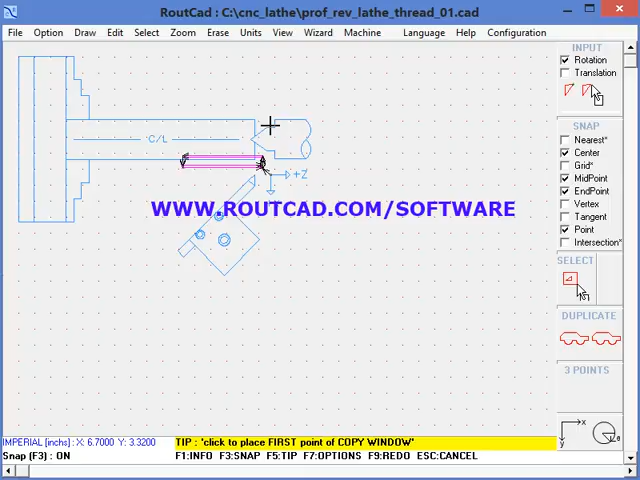 RoutCad : C:\cnc_lathe\prof_rev_lathe_thread_01.cad
File Option Draw Edit Select Zoom Erase Units View Wizard Machine Language Help Configuration
INPUT
Rotation
Translation
SNAP
Nearest*
Center
Grid*
MidPoint
EndPoint
Vertex
Tangent
Point
Intersection*
SELECT
DUPLICATE
3 POINTS
C/L
+Z
WWW.ROUTCAD.COM/SOFTWARE
x
y
IMPERIAL [inchs] : X: 6.7000 Y: 3.3200
TIP : 'click to place FIRST point of COPY WINDOW'
Snap (F3) : ON
F1:INFO F3:SNAP F5:TIP F7:OPTIONS F9:REDO ESC:CANCEL